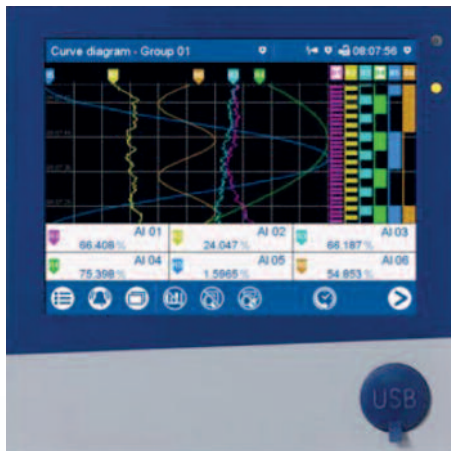 Curve diagram - Group 01 08:07:56
AI 01 AI 02 AI 03
66.408 % 24.047 % 66.187 %
AI 04 AI 05 AI 06
75.398 % 1.5965 % 54.853 %
USB